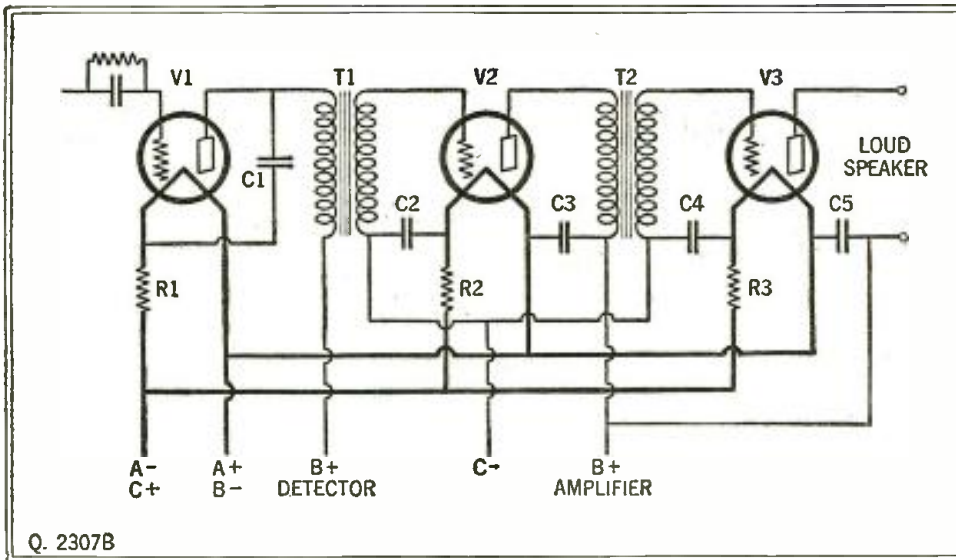 V1 T1 V2 T2 V3
C1
LOUD
SPEAKER
C2 C3 C4 C5
R1 R2 R3
A- A+ B+ C- B+
C+ B- DETECTOR AMPLIFIER
Q. 2307B